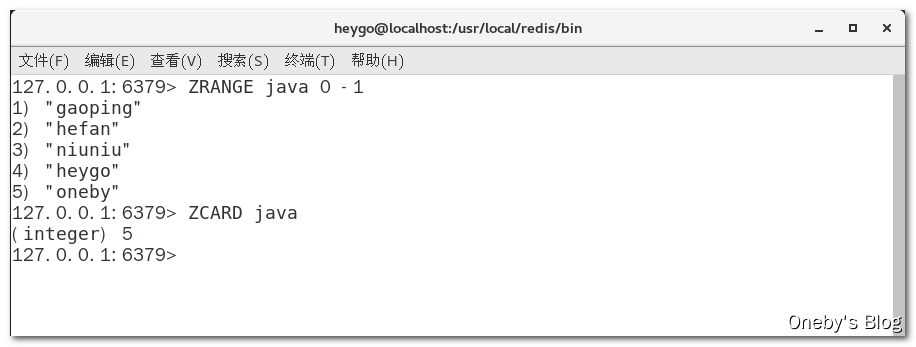 heygo@localhost:/usr/local/redis/bin
文件(F) 编辑(E) 查看(V) 搜索(S) 终端(T) 帮助(H)
127.0.0.1:6379> ZRANGE java 0 -1
1) "gaoping"
2) "hefan"
3) "niuniu"
4) "heygo"
5) "oneby"
127.0.0.1:6379> ZCARD java
(integer) 5
127.0.0.1:6379>
Oneby's Blog